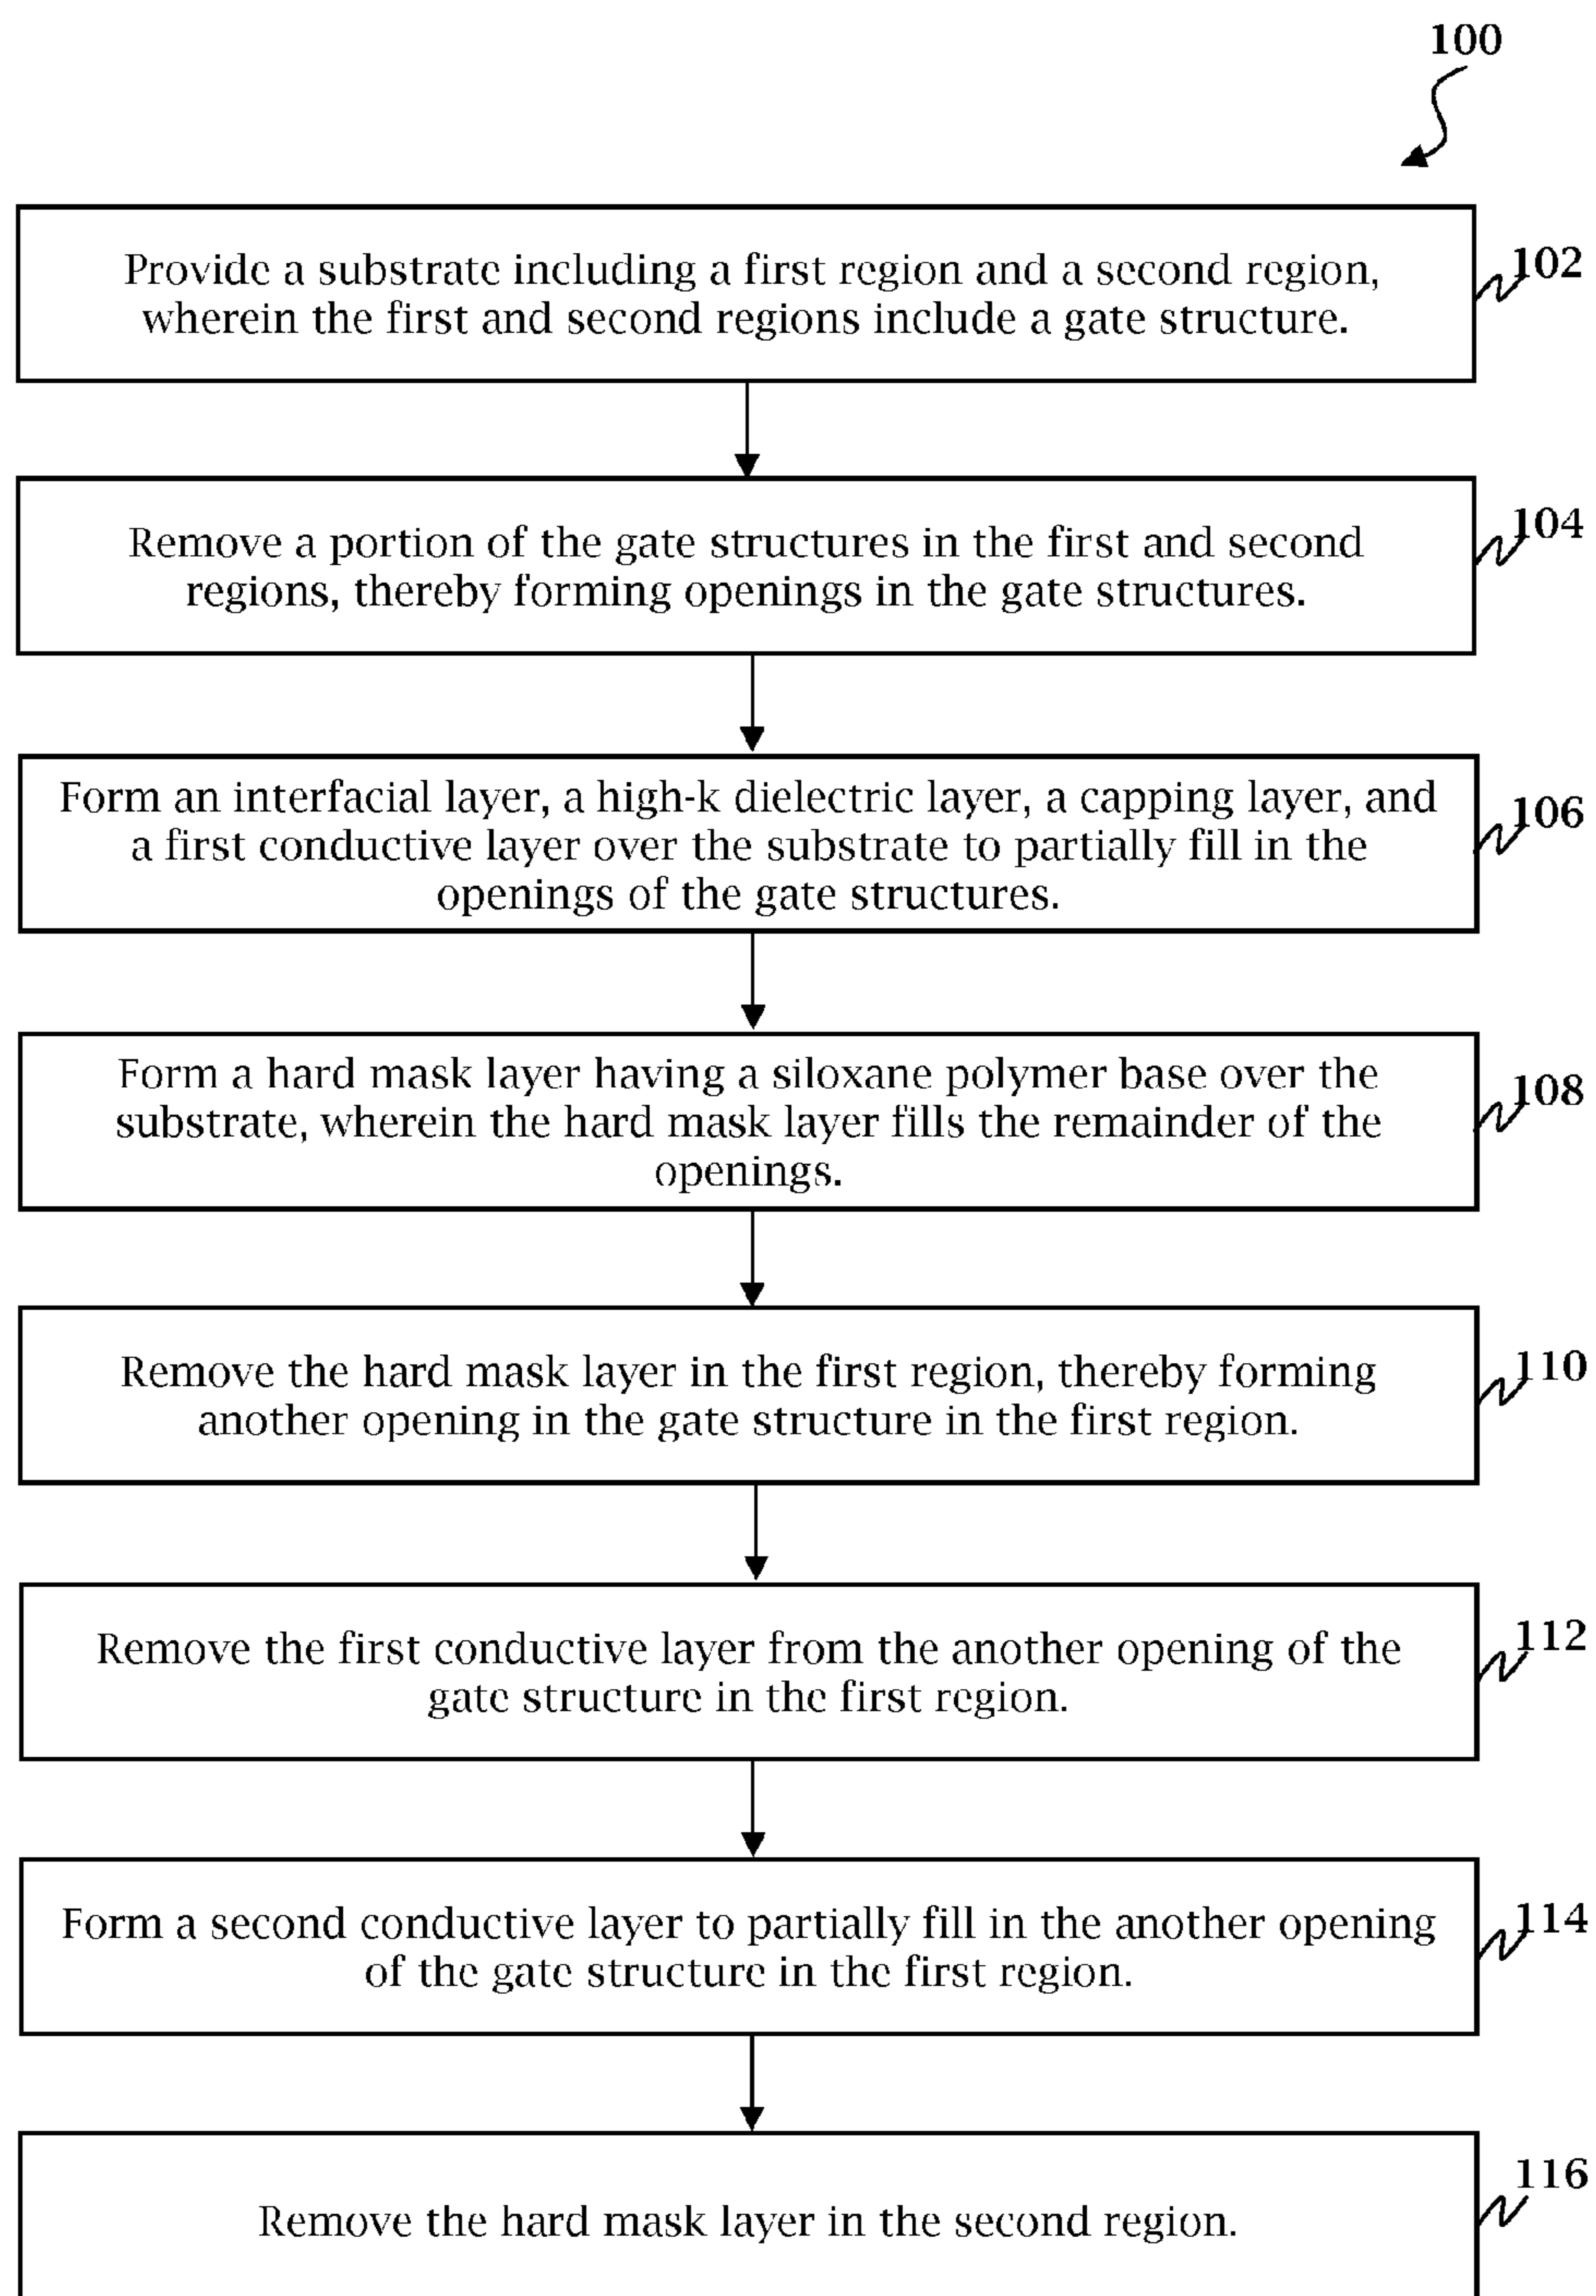 100
Provide a substrate including a first region and a second region,
wherein the first and second regions include a gate structure.
102
Remove a portion of the gate structures in the first and second
regions, thereby forming openings in the gate structures.
104
Form an interfacial layer, a high-k dielectric layer, a capping layer, and
a first conductive layer over the substrate to partially fill in the
openings of the gate structures.
106
Form a hard mask layer having a siloxane polymer base over the
substrate, wherein the hard mask layer fills the remainder of the
openings.
108
Remove the hard mask layer in the first region, thereby forming
another opening in the gate structure in the first region.
110
Remove the first conductive layer from the another opening of the
gate structure in the first region.
112
Form a second conductive layer to partially fill in the another opening
of the gate structure in the first region.
114
Remove the hard mask layer in the second region.
116